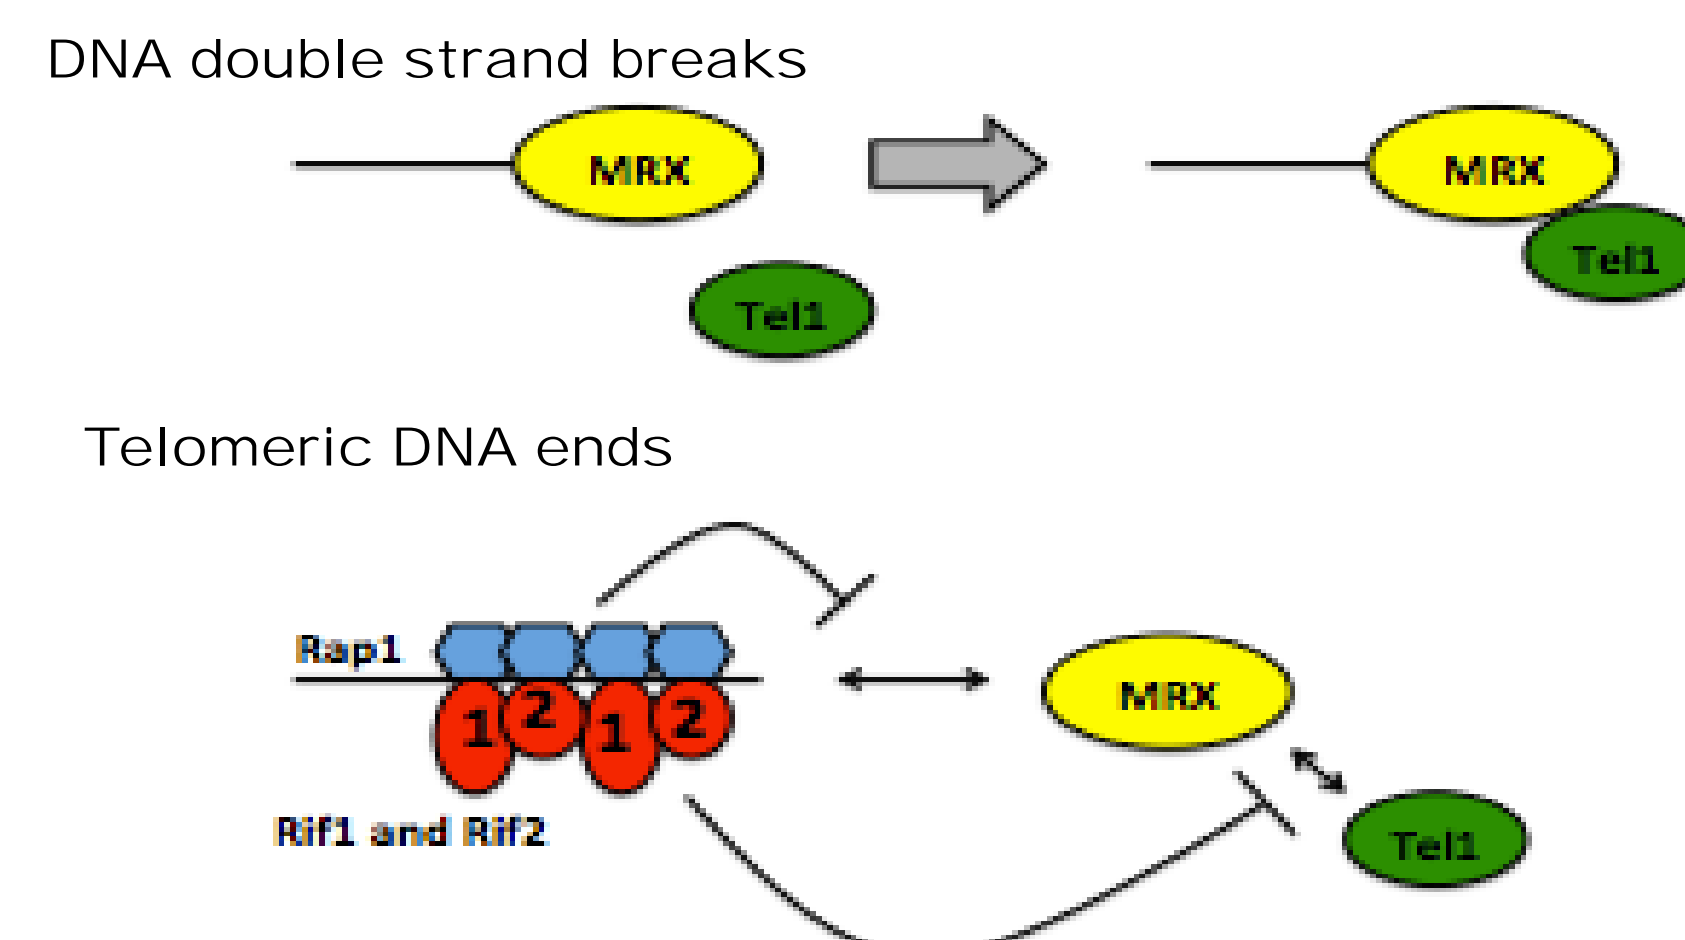 DNA double strand breaks
MRX
MRX
Tel1
Tel1
Telomeric DNA ends
Rap1
MRX
1 2 1 2
Rif1 and Rif2
Tel1